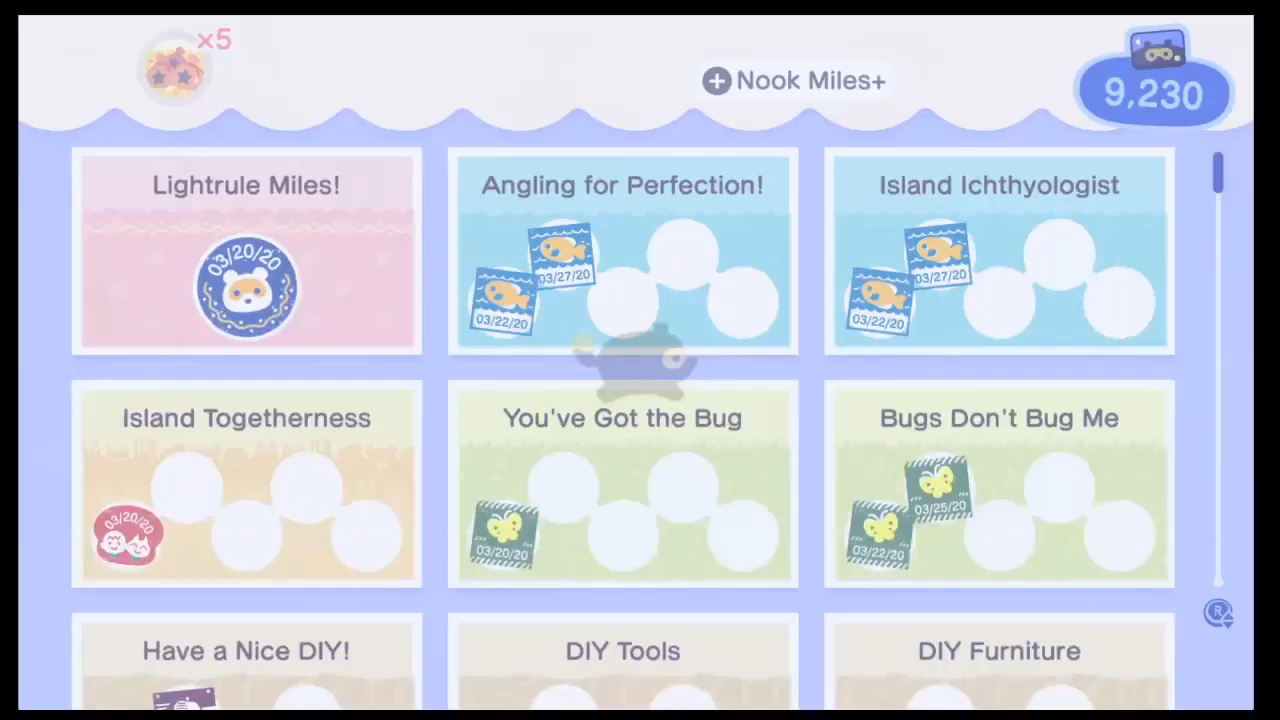 ×5
Nook Miles+
9,230
Lightrule Miles!
03/20/20
Angling for Perfection!
03/27/20
03/22/20
Island Ichthyologist
03/27/20
03/22/20
Island Togetherness
03/20/20
You've Got the Bug
03/20/20
Bugs Don't Bug Me
03/25/20
03/22/20
Have a Nice DIY!
DIY Tools
DIY Furniture
R